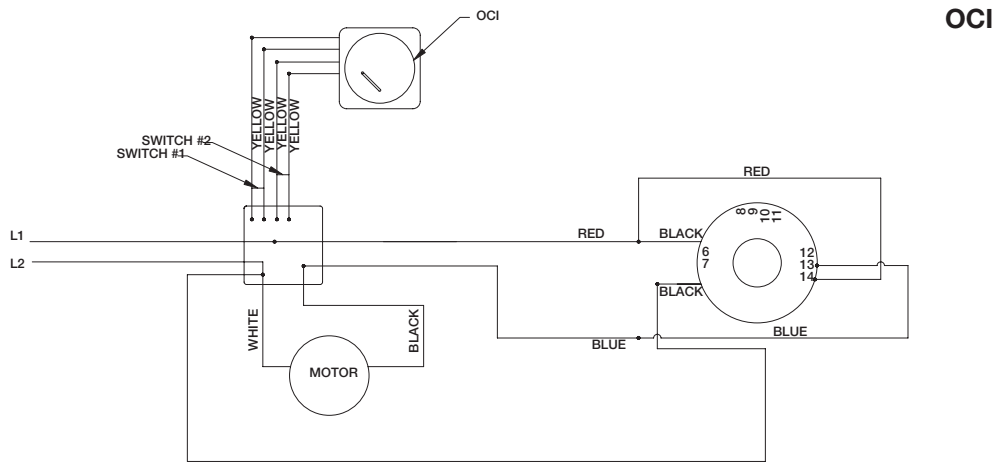 OCI
OCI
YELLOW
YELLOW
YELLOW
YELLOW
SWITCH #2
SWITCH #1
RED
8
9
10
11
L1
RED
BLACK
6
7
12
13
14
L2
BLACK
WHITE
BLACK
BLUE
BLUE
MOTOR